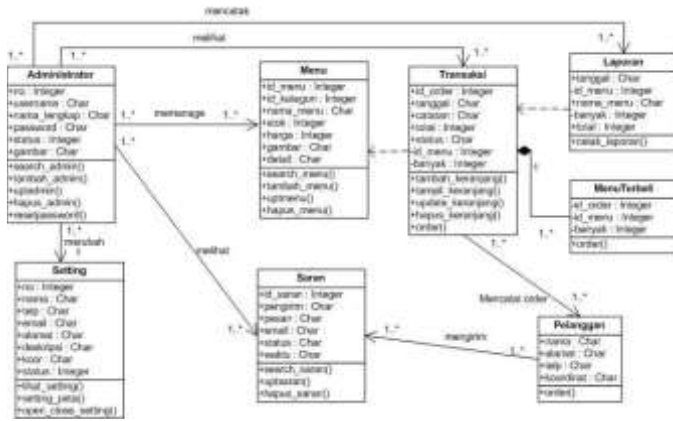 mencatat
1..*
melihat
1..*
1..*
1..*
1..*
Administrator
+no : Integer
+username : Char
+nama_lengkap : Char
+password : Char
+status : Integer
+gambar : Char
+search_admin()
+tambah_admin()
+uptadmin()
+hapus_admin()
+resetpassword()
1..*
memanage
1..*
1..*
Menu
+id_menu : Integer
+id_kategori : Integer
+nama_menu : Char
+stok : Integer
+harga : Integer
+gambar : Char
+detail : Char
+search_menu()
+tambah_menu()
+uptmenu()
+hapus_menu()
Transaksi
+id_order : Integer
+tanggal : Char
+catatan : Char
+total : Integer
+status : Char
-id_menu : Integer
-banyak : Integer
+tambah_keranjang()
+tampil_keranjang()
+update_keranjang()
+hapus_keranjang()
+order()
Laporan
+tanggal : Char
-id_menu : Integer
-nama_menu : Char
-banyak : Integer
+total : Integer
+cetak_laporan()
1
1..*
MenuTerbeli
-id_order : Integer
-id_menu : Integer
-banyak : Integer
+order()
1..*
merubah
1
Setting
+no : Integer
+nama : Char
+telp : Char
+email : Char
+alamat : Char
+deskripsi : Char
+koor : Char
+status : Integer
+lihat_setting()
+setting_peta()
+open_close_setting()
melihat
1..*
Saran
+id_saran : Integer
+pengirim : Char
+pesan : Char
+email : Char
+status : Char
+waktu : Char
+search_saran()
+uptsaran()
+hapus_saran()
1..*
mengirim
1..*
1..*
Mencatat order
1..*
Pelanggan
+nama : Char
+alamat : Char
+telp : Char
+koordinat : Char
+order()